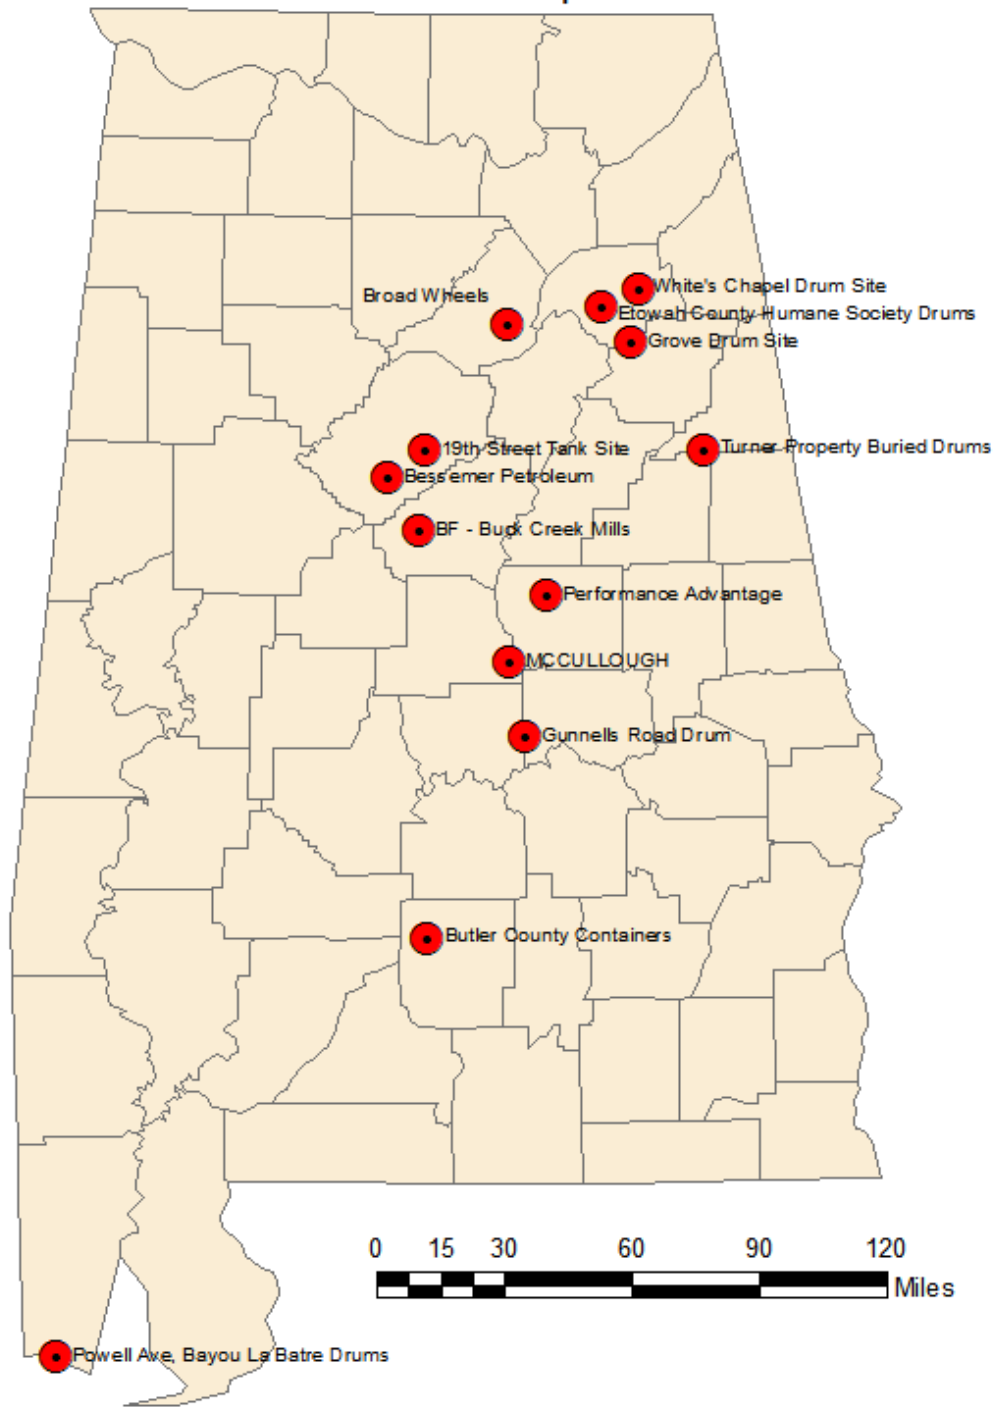 White's Chapel Drum Site
Broad Wheels
Etowah County Humane Society Drums
Grove Drum Site
19th Street Tank Site
Turner Property Buried Drums
Bessemer Petroleum
BF - Buck Creek Mills
Performance Advantage
MCCULLOUGH
Gunnells Road Drum
Butler County Containers
0 15 30 60 90 120
Miles
Powell Ave, Bayou La Batre Drums